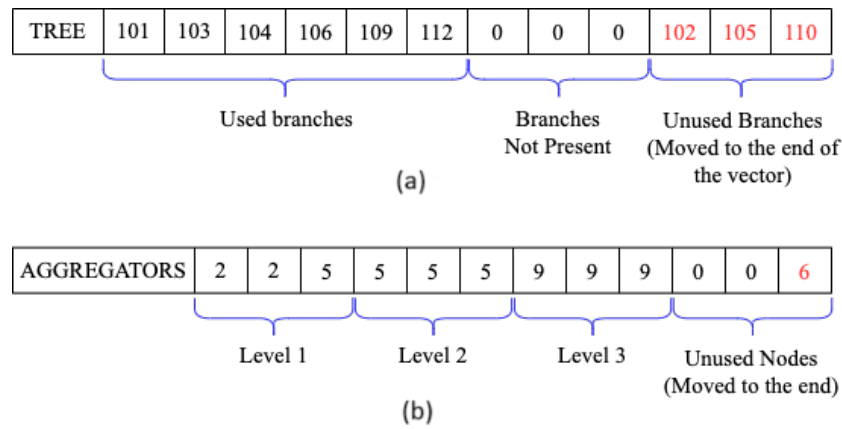 TREE 101 103 104 106 109 112 0 0 0 102 105 110
Used branches
Branches
Not Present
Unused Branches
(Moved to the end of
the vector)
(a)
AGGREGATORS 2 2 5 5 5 5 9 9 9 0 0 6
Level 1 Level 2 Level 3
Unused Nodes
(Moved to the end)
(b)